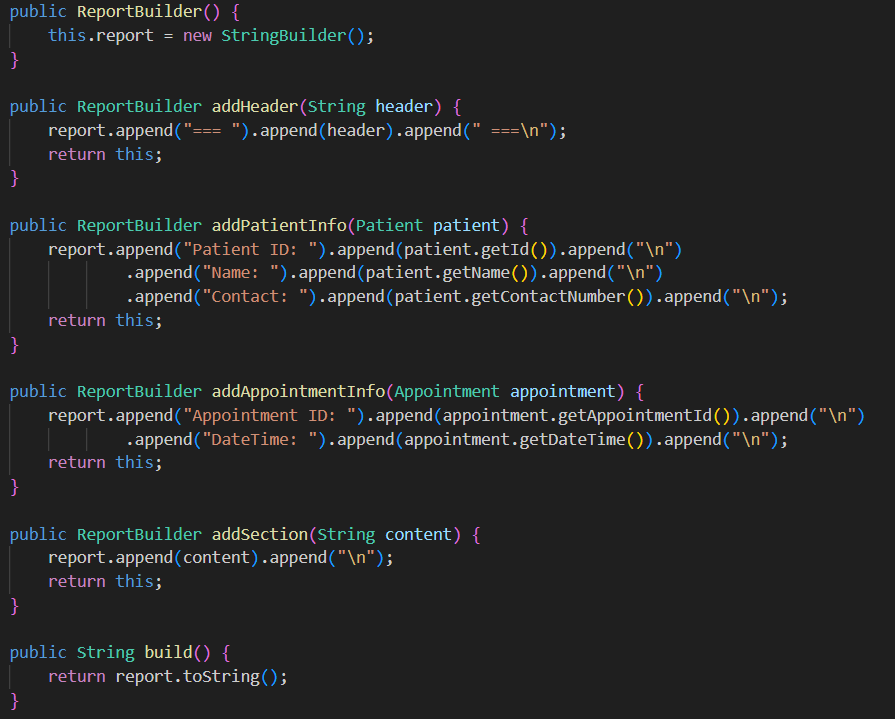 public ReportBuilder() {
    this.report = new StringBuilder();
}

public ReportBuilder addHeader(String header) {
    report.append("=== ").append(header).append(" ===\n");
    return this;
}

public ReportBuilder addPatientInfo(Patient patient) {
    report.append("Patient ID: ").append(patient.getId()).append("\n")
            .append("Name: ").append(patient.getName()).append("\n")
            .append("Contact: ").append(patient.getContactNumber()).append("\n");
    return this;
}

public ReportBuilder addAppointmentInfo(Appointment appointment) {
    report.append("Appointment ID: ").append(appointment.getAppointmentId()).append("\n")
            .append("DateTime: ").append(appointment.getDateTime()).append("\n");
    return this;
}

public ReportBuilder addSection(String content) {
    report.append(content).append("\n");
    return this;
}

public String build() {
    return report.toString();
}